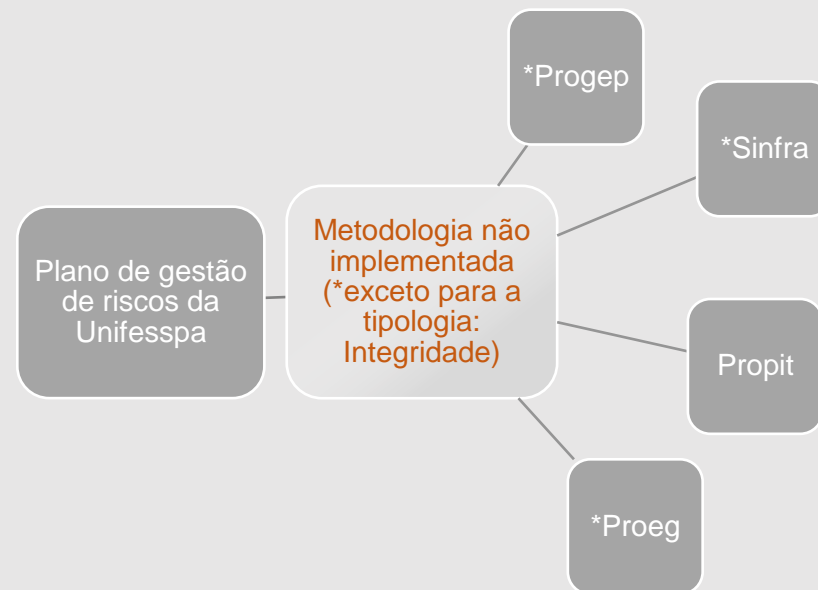 *Progep
*Sinfra
Plano de gestão
de riscos da
Unifesspa
Metodologia não
implementada
(*exceto para a
tipologia:
Integridade)
Propit
*Proeg